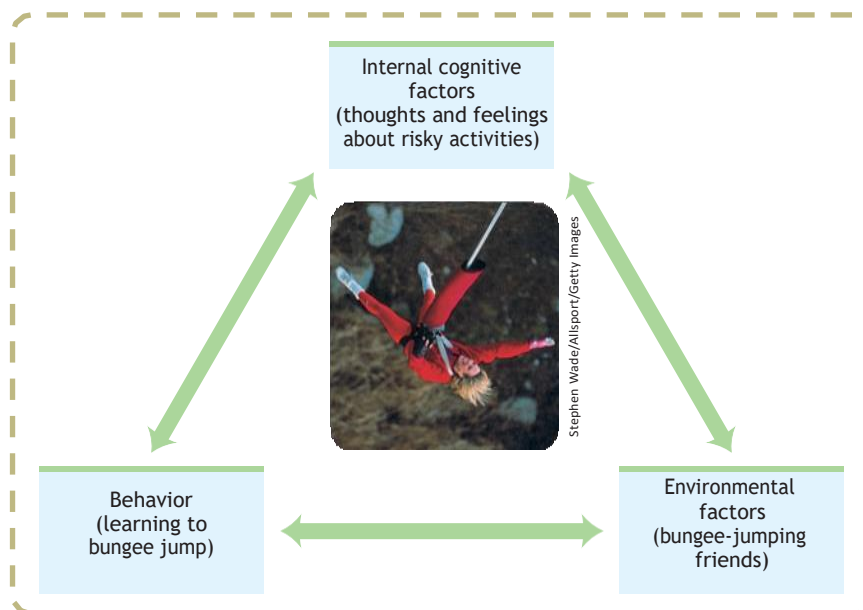 Internal cognitive
factors
(thoughts and feelings
about risky activities)
Stephen Wade/Allsport/Getty Images
Behavior
(learning to
bungee jump)
Environmental
factors
(bungee-jumping
friends)